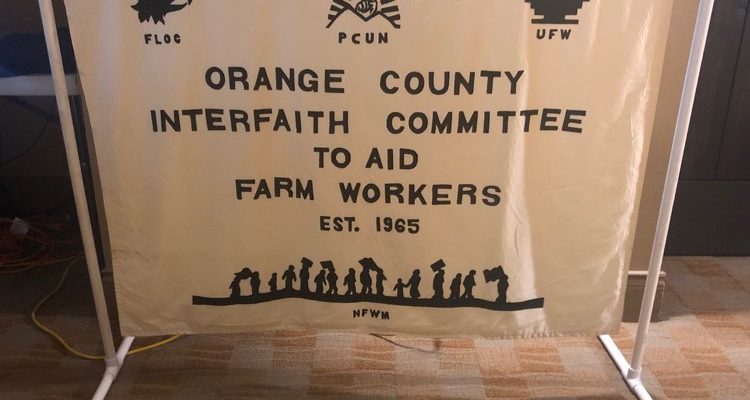 FLOC
PCUN
UFW
ORANGE COUNTY
INTERFAITH COMMITTEE
TO AID
FARM WORKERS
EST. 1965
NFWM